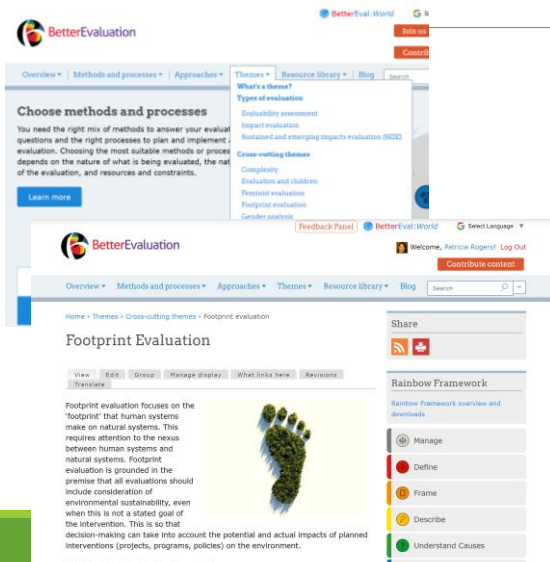 BetterEval:World
BetterEvaluation
Join us
Contrib
Overview Methods and processes Approaches Themes Resource library Blog Search
What's a theme?
Types of evaluation
Evaluability assessment
Impact evaluation
Sustained and emerging impacts evaluation (SEIE)
Cross-cutting themes
Complexity
Evaluation and children
Feminist evaluation
Footprint evaluation
Gender analysis
Choose methods and processes
You need the right mix of methods to answer your evaluat
questions and the right processes to plan and implement
evaluation. Choosing the most suitable methods or proces
depends on the nature of what is being evaluated, the nat
of the evaluation, and resources and constraints.
Learn more
Feedback Panel BetterEval:World Select Language
BetterEvaluation
Welcome, Patricia Rogers! Log Out
Contribute content
Overview Methods and processes Approaches Themes Resource library Blog Search
Home › Themes › Cross-cutting themes › Footprint evaluation
Footprint Evaluation
View Edit Group Manage display What links here Revisions
Translate
Footprint evaluation focuses on the
'footprint' that human systems
make on natural systems. This
requires attention to the nexus
between human systems and
natural systems. Footprint
evaluation is grounded in the
premise that all evaluations should
include consideration of
environmental sustainability, even
when this is not a stated goal of
the intervention. This is so that
decision-making can take into account the potential and actual impacts of planned
interventions (projects, programs, policies) on the environment.
Share
Rainbow Framework
Rainbow Framework overview and
downloads
Manage
Define
Frame
Describe
Understand Causes